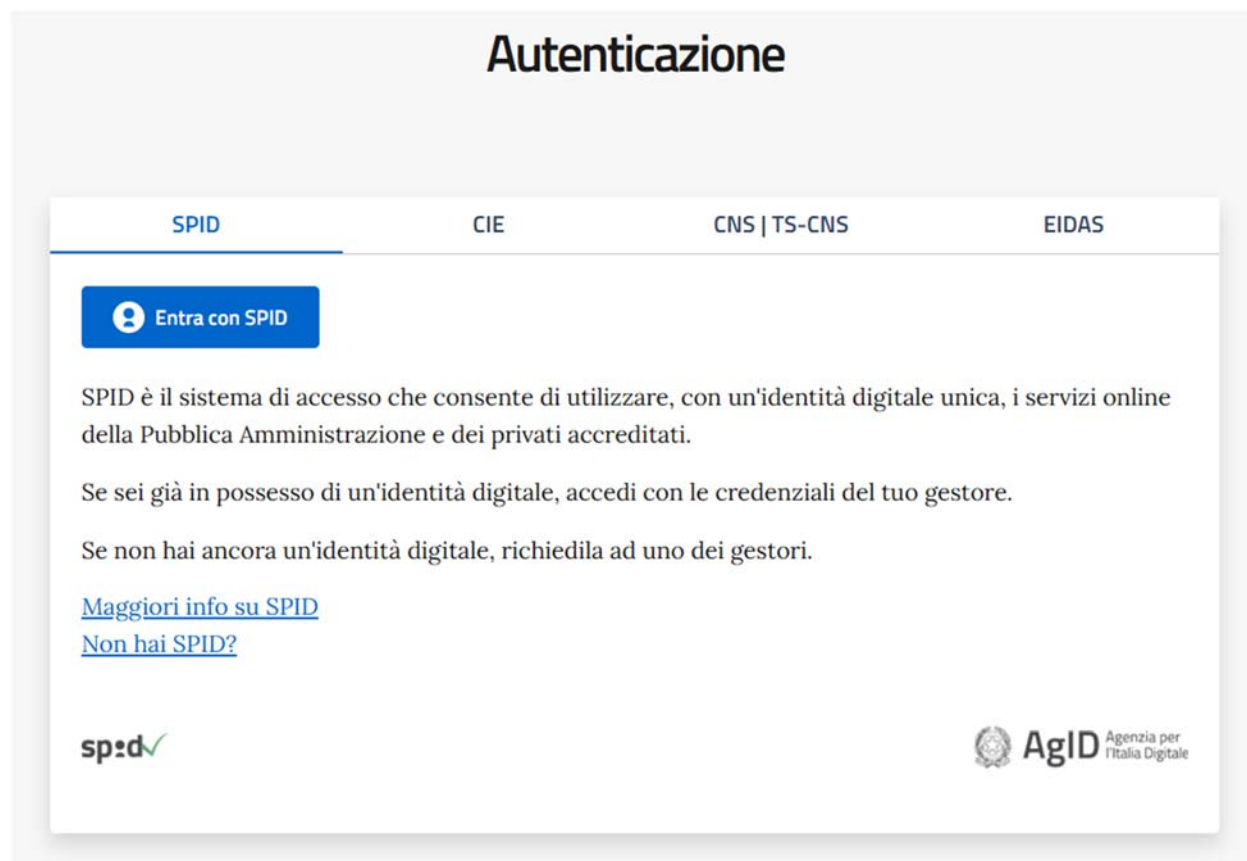 Autenticazione
SPID
CIE
CNS | TS-CNS
EIDAS
Entra con SPID
SPID è il sistema di accesso che consente di utilizzare, con un'identità digitale unica, i servizi online
della Pubblica Amministrazione e dei privati accreditati.
Se sei già in possesso di un'identità digitale, accedi con le credenziali del tuo gestore.
Se non hai ancora un'identità digitale, richiedila ad uno dei gestori.
Maggiori info su SPID
Non hai SPID?
spid
AgID
Agenzia per
l'Italia Digitale